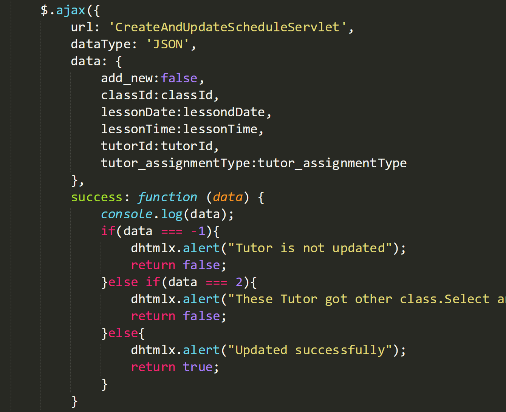 $.ajax({
url: 'CreateAndUpdateScheduleServlet',
dataType: 'JSON',
data: {
add_new:false,
classId:classId,
lessonDate:lessondDate,
lessonTime:lessonTime,
tutorId:tutorId,
tutor_assignmentType:tutor_assignmentType
},
success: function (data) {
console.log(data);
if(data === -1){
dhtmlx.alert("Tutor is not updated");
return false;
}else if(data === 2){
dhtmlx.alert("These Tutor got other class.Select
return false;
}else{
dhtmlx.alert("Updated successfully");
return true;
}
}